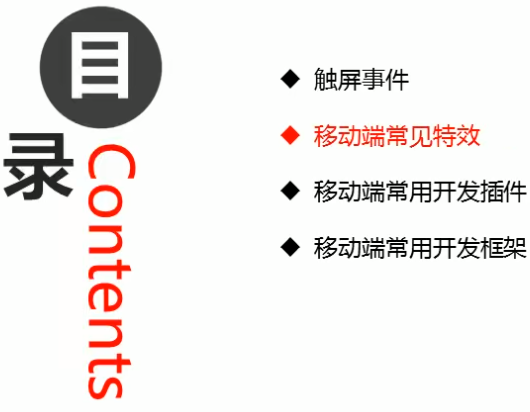 目
录
Contents
◆ 触屏事件
◆ 移动端常见特效
◆ 移动端常用开发插件
◆ 移动端常用开发框架